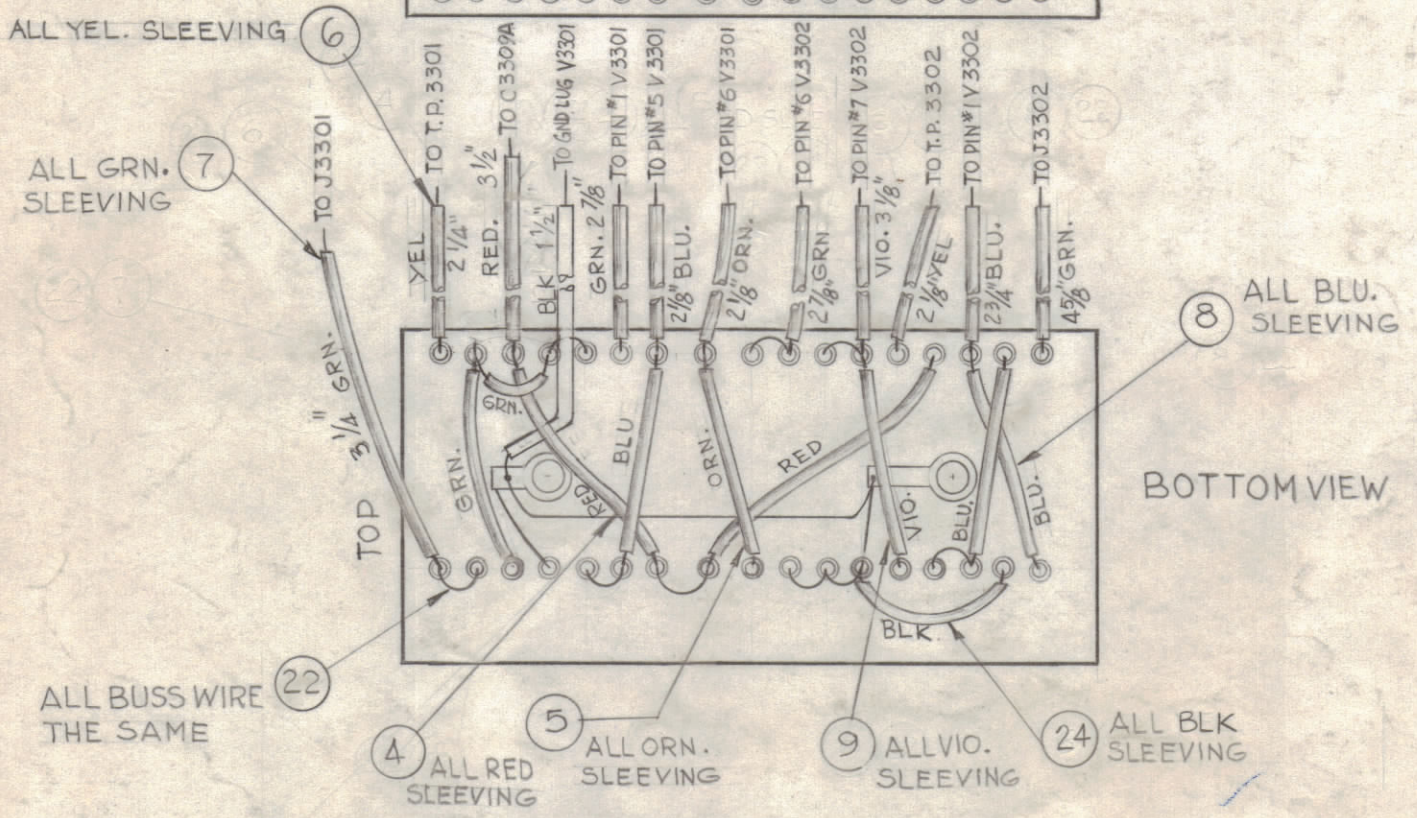 ALL YEL. SLEEVING 6
ALL GRN. 7
SLEEVING
TO J3301
TO T.P. 3301
TO C3309A
TO GND LUG V3301
TO PIN #1 V3301
TO PIN #5 V3301
TO PIN #6 V3301
TO PIN #6 V3302
TO PIN #7 V3302
TO T.P. 3302
TO PIN #1 V 3302
TO J3302
YEL
2 1/4"
RED. 3 1/2"
BLK 1 1/2"
GRN. 2 7/8"
2 1/8" BLU.
2 1/8" ORN.
2 7/8" GRN
VIO. 3 1/8"
2 1/8" YEL
2 3/4" BLU.
4 5/8" GRN.
8 ALL BLU.
SLEEVING
3 1/4" GRN.
GRN.
GRN.
RED
BLU
ORN.
RED
VIO.
BLU.
BLU.
BLK.
TOP
BOTTOM VIEW
ALL BUSS WIRE 22
THE SAME
4 ALL RED
SLEEVING
5 ALL ORN.
SLEEVING
9 ALL VIO.
SLEEVING
24 ALL BLK
SLEEVING